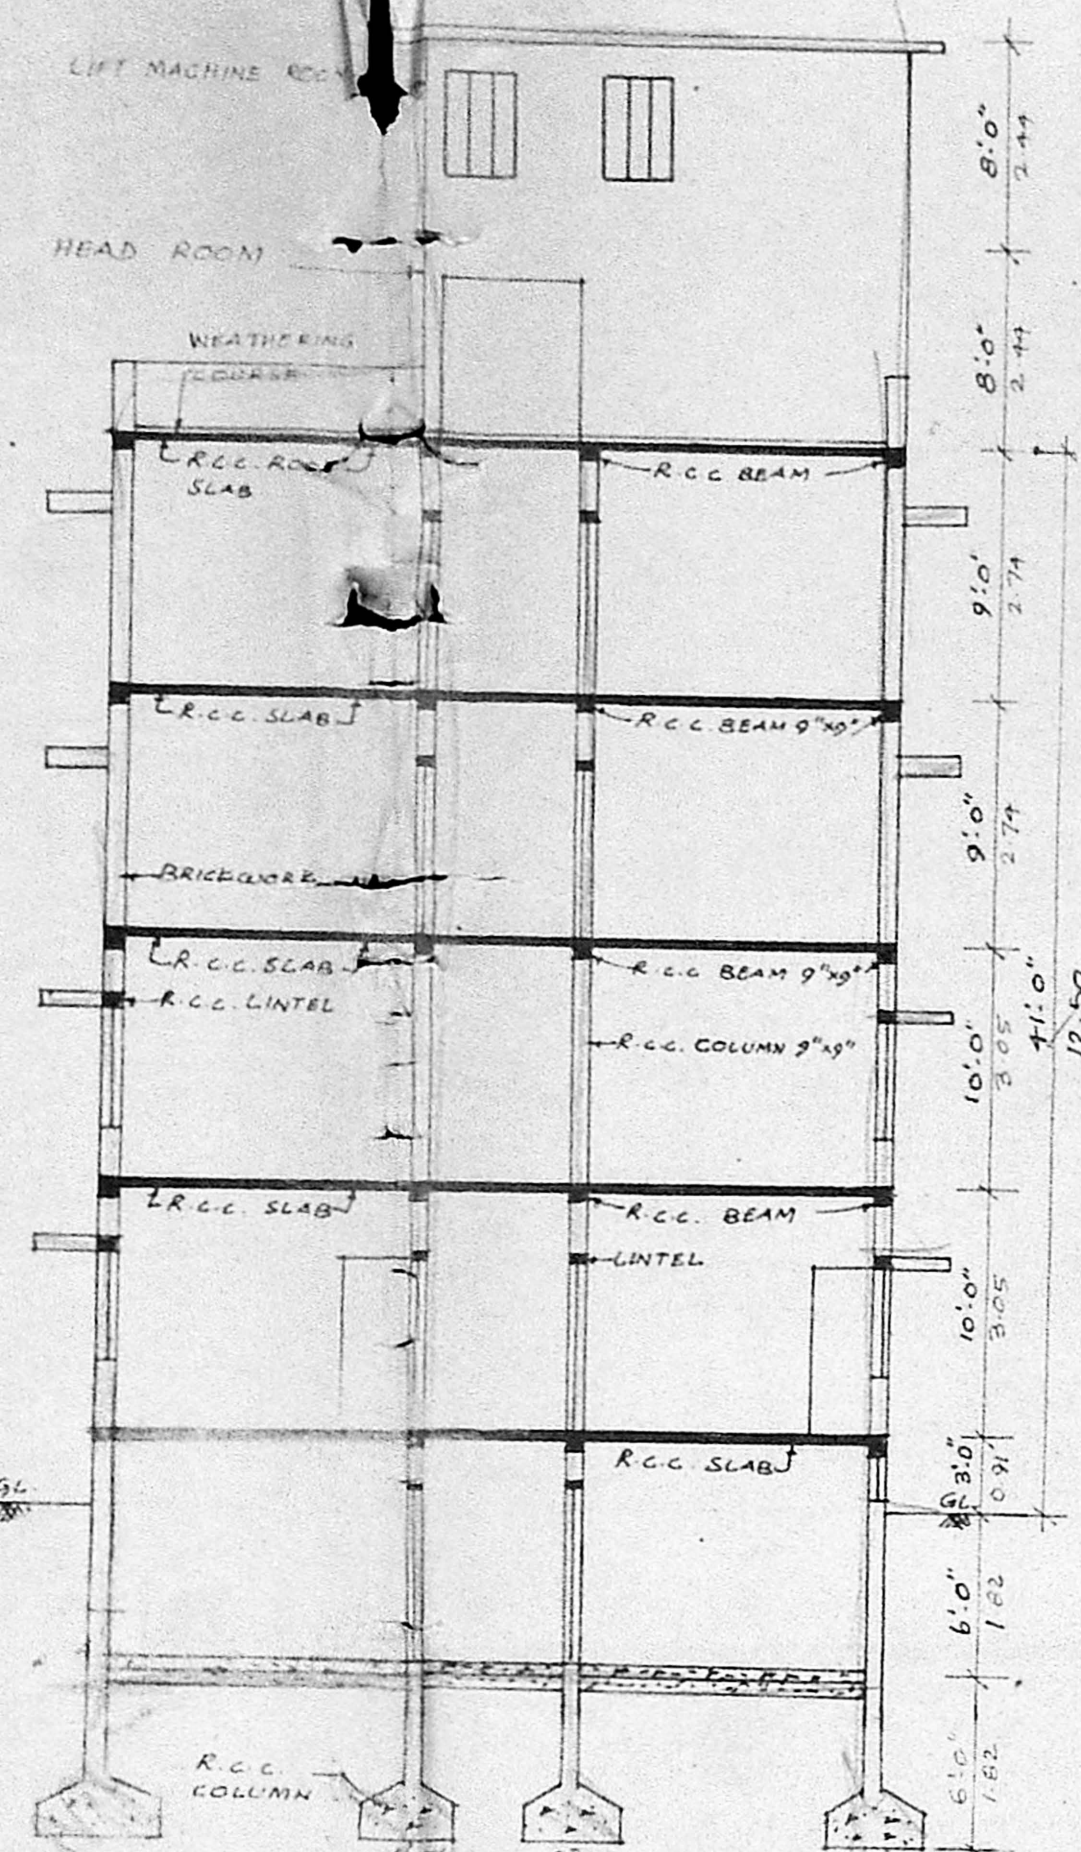 LIFT MACHINE ROOM
8'.0"
2.44
HEAD ROOM
WEATHERING
COURSE
8'.0"
2.44
R.C.C. ROOF
SLAB
R.C.C BEAM
9'.0"
2.74
R.C.C. SLAB
R.C.C. BEAM 9"x9"
9'.0"
2.74
BRICKWORK
R.C.C. SLAB
R.C.C BEAM 9"x9"
R.C.C. LINTEL
R.C.C. COLUMN 9"x9"
10'.0"
3.05
41'.0"
12.50
R.C.C. SLAB
R.C.C. BEAM
LINTEL
10'.0"
3.05
R.C.C. SLAB
3'.0"
0.91
GL
GL
6'.0"
1.82
R.C.C.
COLUMN
6'.0"
1.82